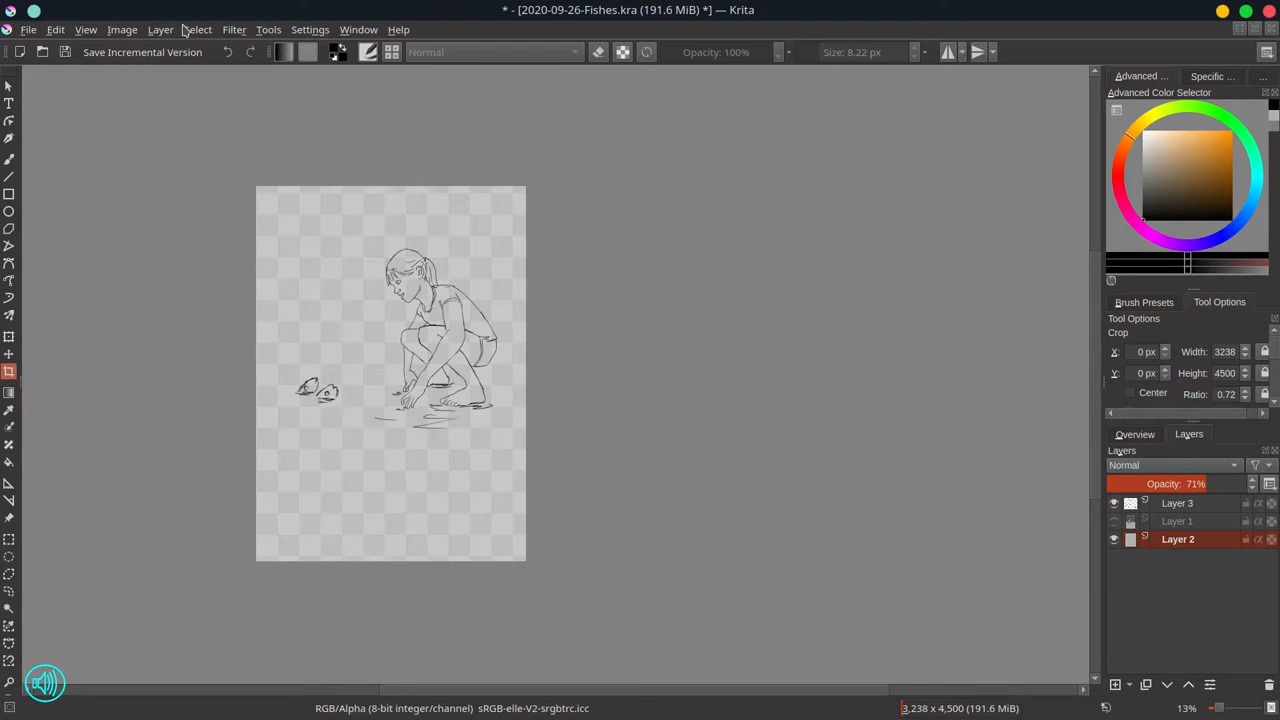 * - [2020-09-26-Fishes.kra (191.6 MiB) *] — Krita
File Edit View Image Layer Select Filter Tools Settings Window Help
Save Incremental Version Normal Opacity: 100% Size: 8.22 px
Advanced ... Specific ... ...
Advanced Color Selector
Brush Presets Tool Options
Tool Options
Crop
X: 0 px Width: 3238
Y: 0 px Height: 4500
Center Ratio: 0.72
Overview Layers
Layers
Normal
Opacity: 71%
Layer 3
Layer 1
Layer 2
RGB/Alpha (8-bit integer/channel) sRGB-elle-V2-srgbtrc.icc 3,238 x 4,500 (191.6 MiB) 13%